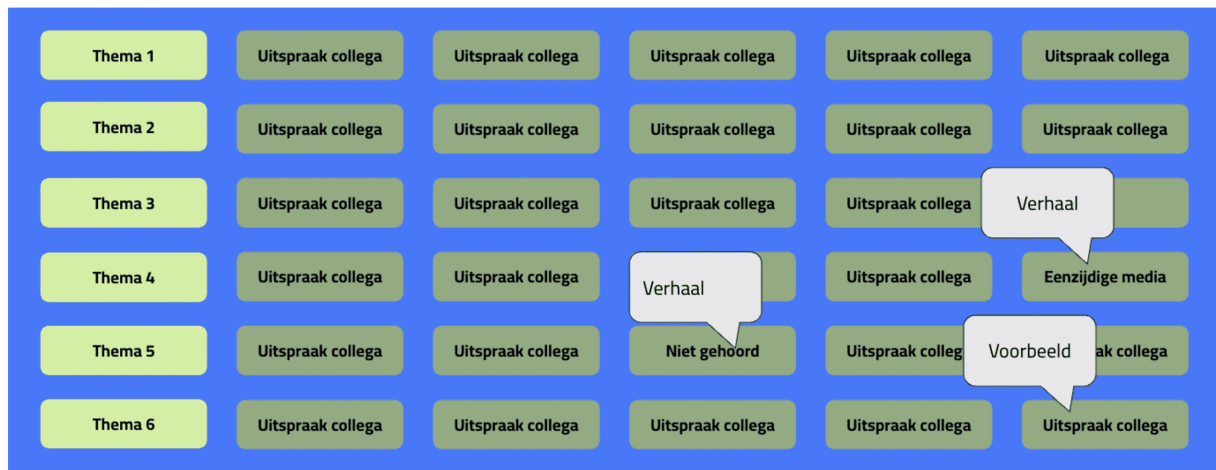 Thema 1 Uitspraak collega Uitspraak collega Uitspraak collega Uitspraak collega Uitspraak collega
Thema 2 Uitspraak collega Uitspraak collega Uitspraak collega Uitspraak collega Uitspraak collega
Thema 3 Uitspraak collega Uitspraak collega Uitspraak collega Uitspraak collega Verhaal
Thema 4 Uitspraak collega Uitspraak collega Verhaal Uitspraak collega Eenzijdige media
Thema 5 Uitspraak collega Uitspraak collega Niet gehoord Uitspraak Voorbeeld collega
Thema 6 Uitspraak collega Uitspraak collega Uitspraak collega Uitspraak collega Uitspraak collega